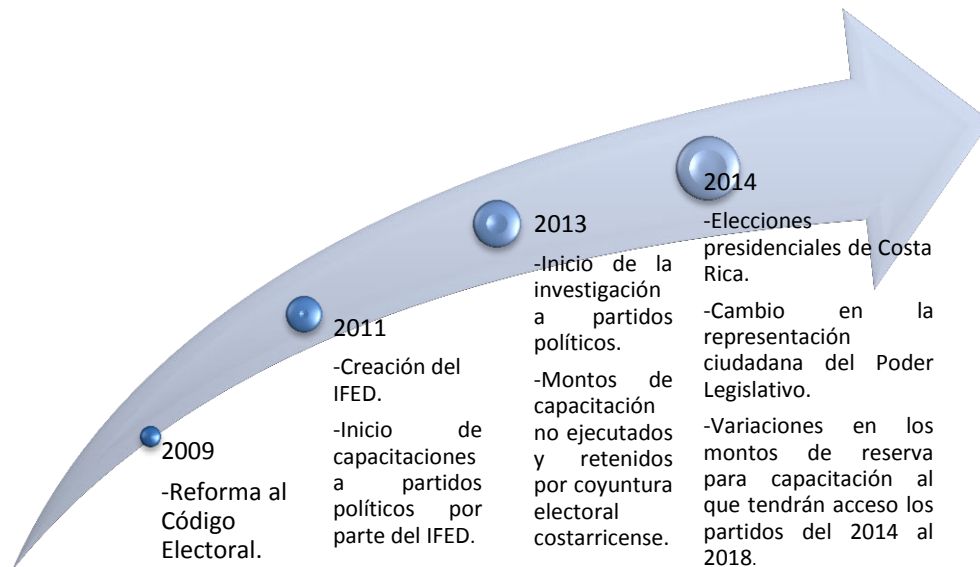 2009
-Reforma al
Código
Electoral.
2011
-Creación del
IFED.
-Inicio de
capacitaciones
a partidos
políticos por
parte del IFED.
2013
-Inicio de la
investigación
a partidos
políticos.
-Montos de
capacitación
no ejecutados
y retenidos
por coyuntura
electoral
costarricense.
2014
-Elecciones
presidenciales de Costa
Rica.
-Cambio en la
representación
ciudadana del Poder
Legislativo.
-Variaciones en los
montos de reserva
para capacitación al
que tendrán acceso los
partidos del 2014 al
2018.